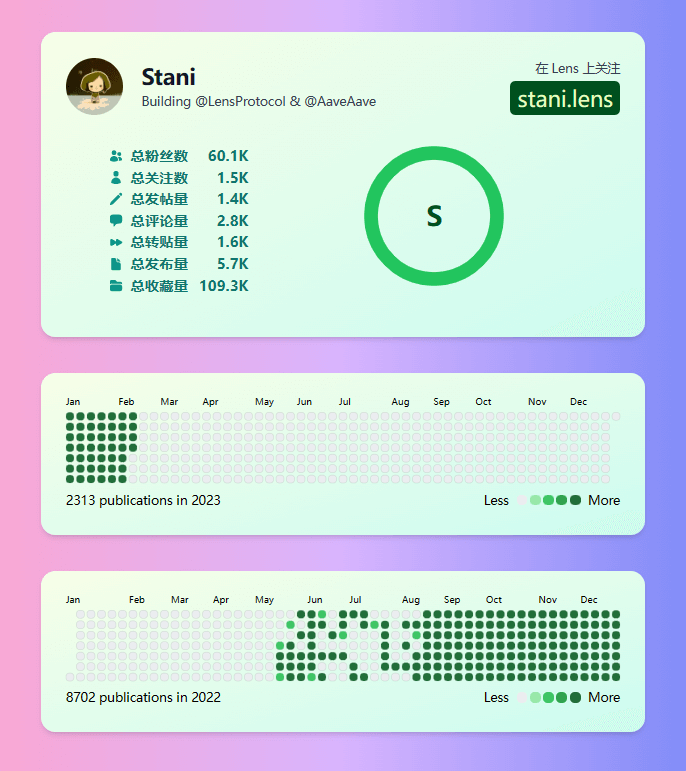 Stani
Building @LensProtocol & @AaveAave
在 Lens 上关注
stani.lens
总粉丝数 60.1K
总关注数 1.5K
总发帖量 1.4K
总评论量 2.8K
总转贴量 1.6K
总发布量 5.7K
总收藏量 109.3K
S
Jan Feb Mar Apr May Jun Jul Aug Sep Oct Nov Dec
2313 publications in 2023 Less More
Jan Feb Mar Apr May Jun Jul Aug Sep Oct Nov Dec
8702 publications in 2022 Less More